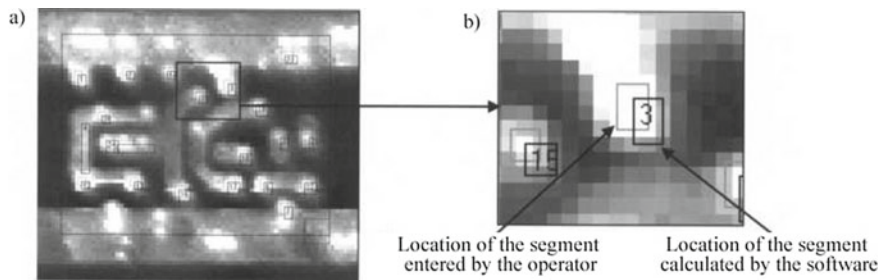 a)
b)
3
15
Location of the segment
entered by the operator
Location of the segment
calculated by the software